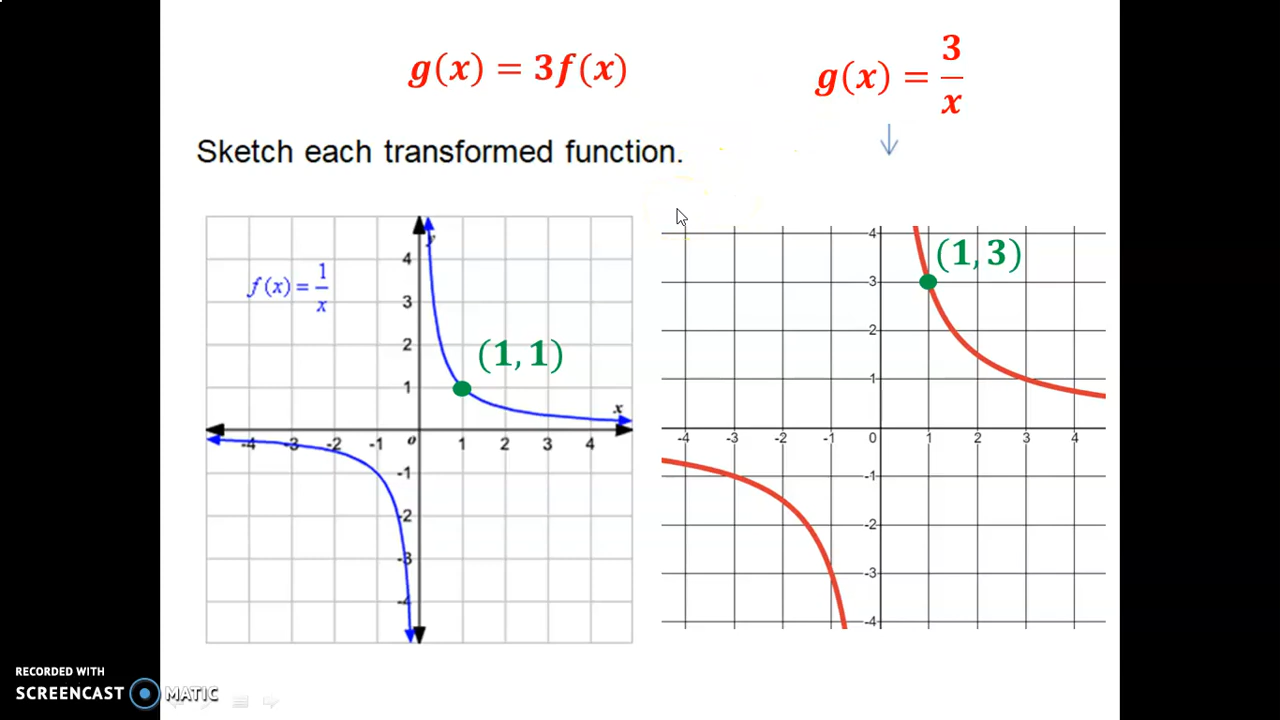 g(x) = 3f(x)
g(x) = 3/x
Sketch each transformed function.
f(x) = 1/x
y
4
3
2
1
(1, 1)
x
-4 -3 -2 -1 o 1 2 3 4
-1
-2
-3
-4
4
(1, 3)
3
2
1
-4 -3 -2 -1 0 1 2 3 4
-1
-2
-3
-4
RECORDED WITH
SCREENCAST MATIC